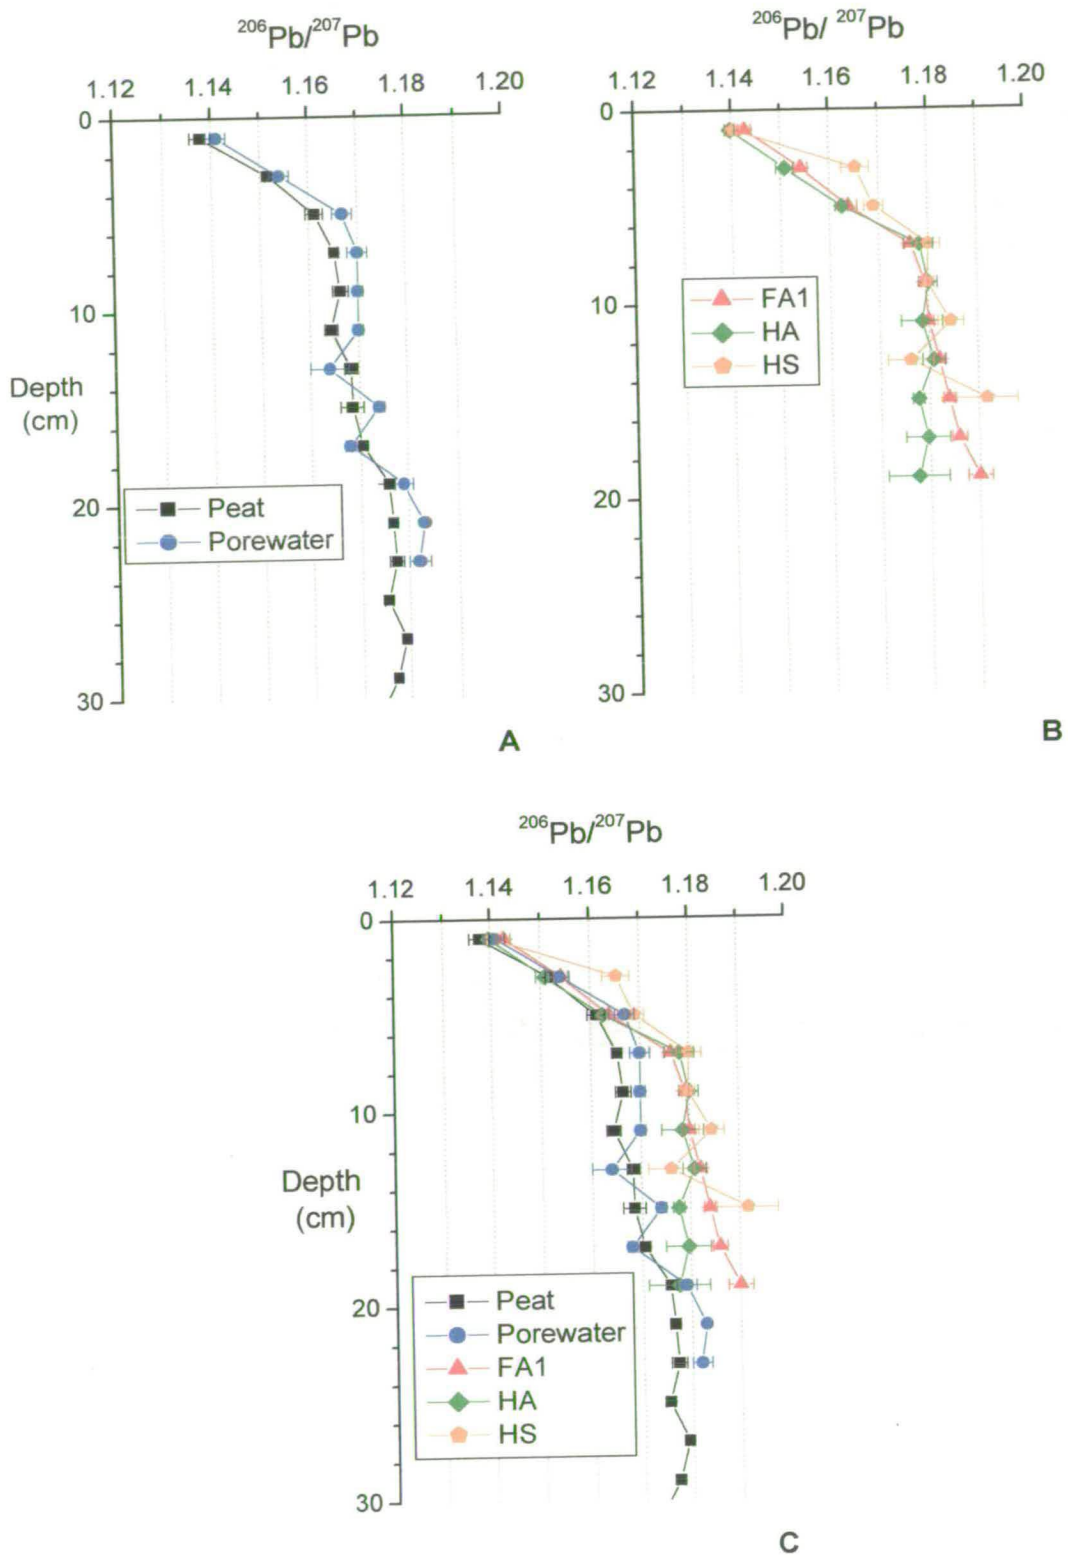 ²⁰⁶Pb/²⁰⁷Pb
1.12 1.14 1.16 1.18 1.20
0
10
Depth
(cm)
20
30
Peat
Porewater
A
²⁰⁶Pb/ ²⁰⁷Pb
1.12 1.14 1.16 1.18 1.20
0
10
20
30
FA1
HA
HS
B
²⁰⁶Pb/²⁰⁷Pb
1.12 1.14 1.16 1.18 1.20
0
10
Depth
(cm)
20
30
Peat
Porewater
FA1
HA
HS
C